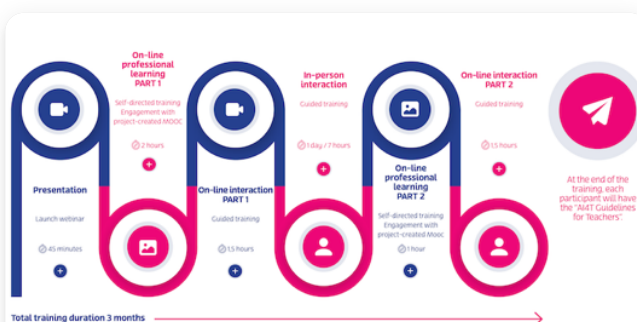 On-line
professional
learning
PART 1
Self-directed training
Engagement with
project-created MOOC
2 hours
In-person
interaction
Guided training
1 day / 7 hours
On-line interaction
PART 2
Guided training
1.5 hours
Presentation
Launch webinar
45 minutes
On-line interaction
PART 1
Guided training
1.5 hours
On-line
professional
learning
PART 2
Self-directed training
Engagement with
project-created Mooc
1 hour
At the end of the
training, each
participant will have
the "AI4T Guidelines
for Teachers".
Total training duration 3 months